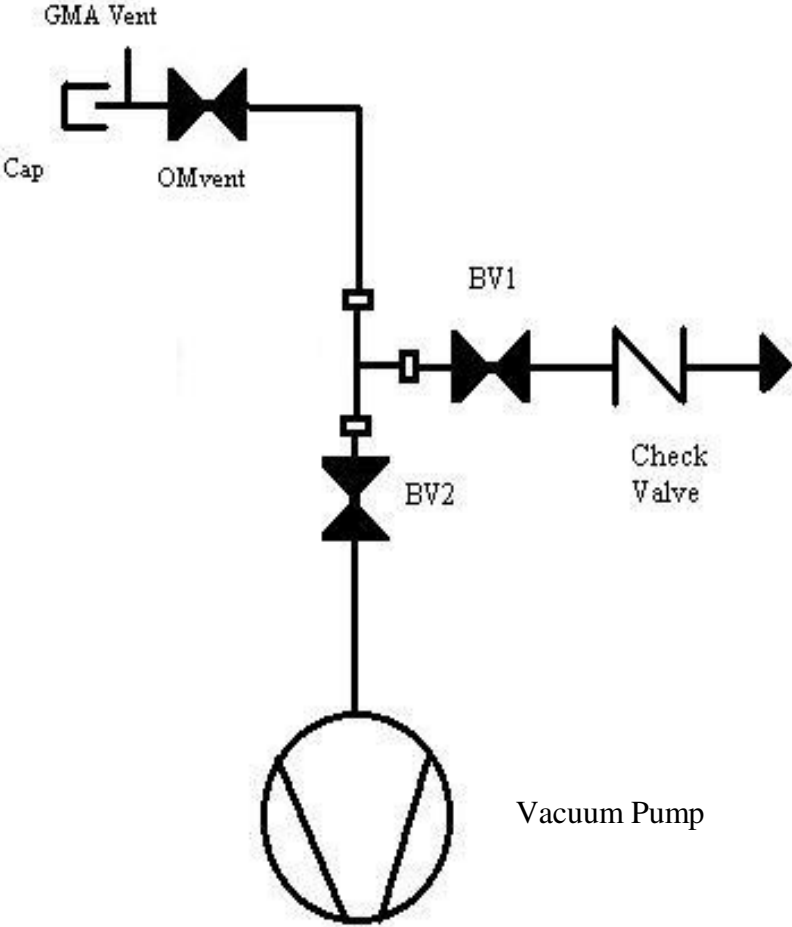 GMA Vent
Cap
OMvent
BV1
Check
Valve
BV2
Vacuum Pump